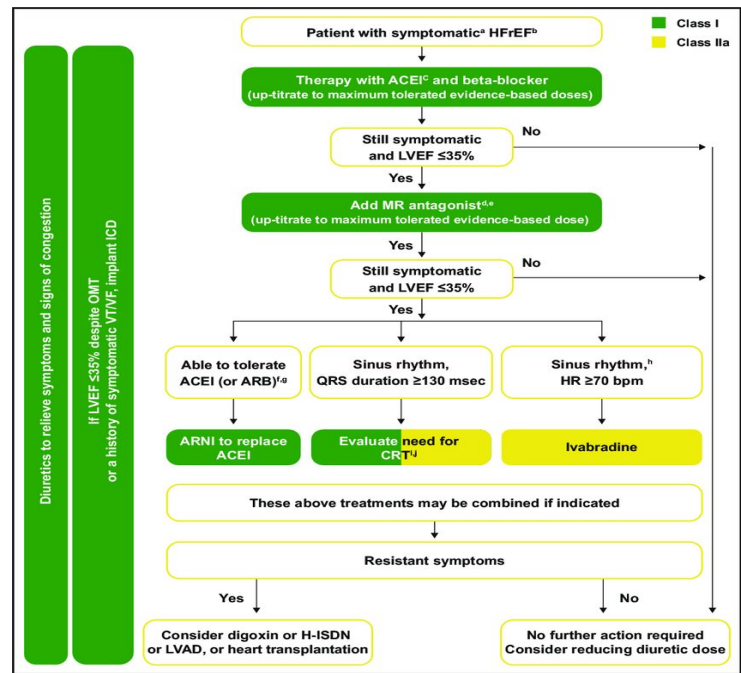 Class I
Class IIa
Patient with symptomaticᵃ HFrEFᵇ
Therapy with ACEIᶜ and beta-blocker
(up-titrate to maximum tolerated evidence-based doses)
Still symptomatic
and LVEF ≤35%
No
Yes
Add MR antagonistᵈ,ᵉ
(up-titrate to maximum tolerated evidence-based dose)
Yes
Still symptomatic
and LVEF ≤35%
No
Yes
Able to tolerate
ACEI (or ARB)ᶠ,ᵍ
Sinus rhythm,
QRS duration ≥130 msec
Sinus rhythm,ʰ
HR ≥70 bpm
ARNI to replace
ACEI
Evaluate need for
CRTⁱ,ʲ
Ivabradine
These above treatments may be combined if indicated
Resistant symptoms
Yes
No
Consider digoxin or H-ISDN
or LVAD, or heart transplantation
No further action required
Consider reducing diuretic dose
Diuretics to relieve symptoms and signs of congestion
If LVEF ≤35% despite OMT
or a history of symptomatic VT/VF, implant ICD